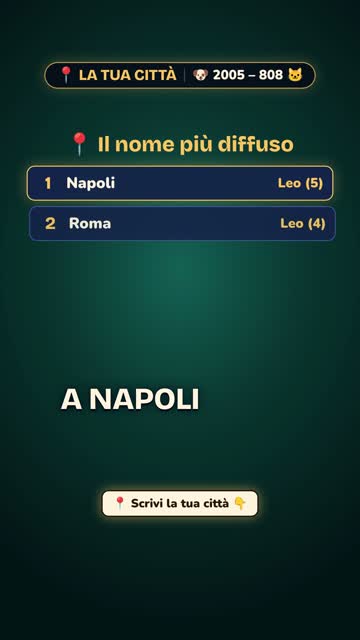 📍 LA TUA CITTÀ | 🐶 2005 – 808 🐱
📍 Il nome più diffuso
1 Napoli Leo (5)
2 Roma Leo (4)
A NAPOLI
📍 Scrivi la tua città 👇